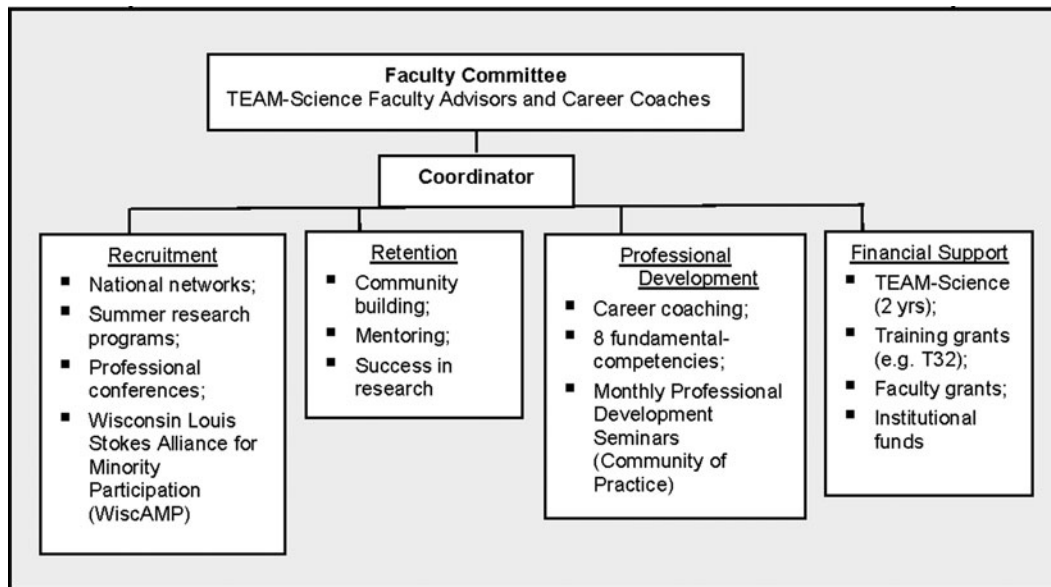 Faculty Committee
TEAM-Science Faculty Advisors and Career Coaches
Coordinator
Recruitment
▪ National networks;
▪ Summer research
programs;
▪ Professional
conferences;
▪ Wisconsin Louis
Stokes Alliance for
Minority
Participation
(WiscAMP)
Retention
▪ Community
building;
▪ Mentoring;
▪ Success in
research
Professional
Development
▪ Career coaching;
▪ 8 fundamental-
competencies;
▪ Monthly Professional
Development
Seminars
(Community of
Practice)
Financial Support
▪ TEAM-Science
(2 yrs);
▪ Training grants
(e.g. T32);
▪ Faculty grants;
▪ Institutional
funds